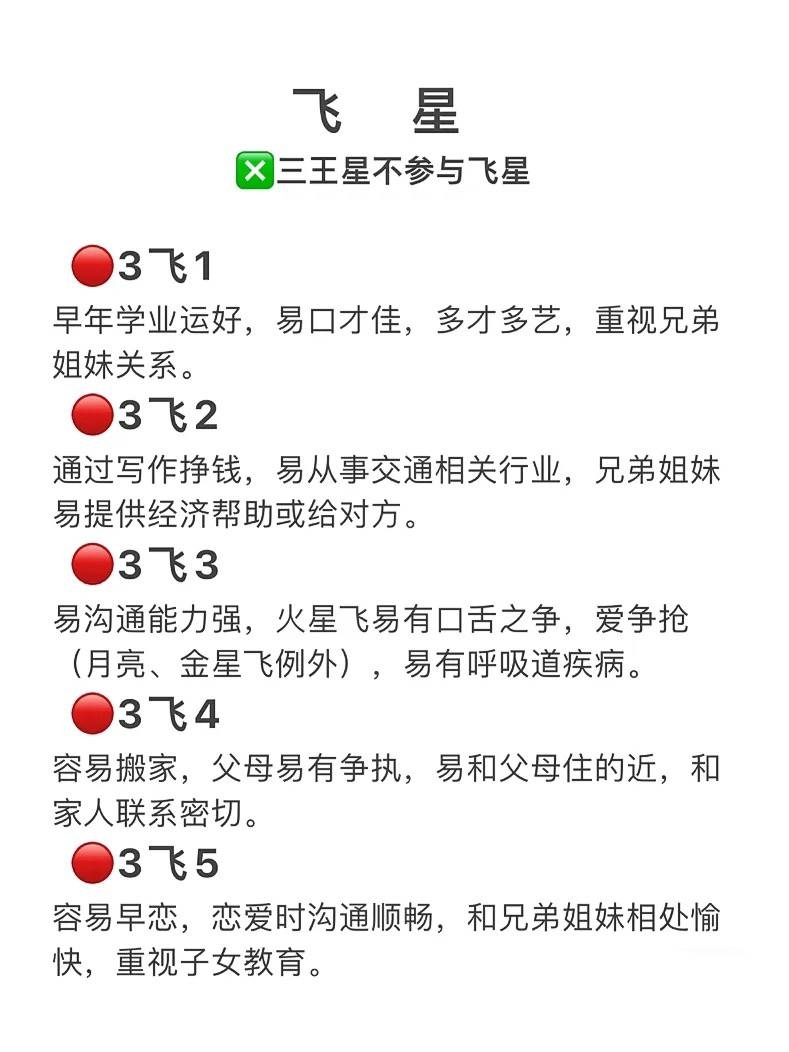 飞 星
❎三王星不参与飞星
🔴3飞1
早年学业运好，易口才佳，多才多艺，重视兄弟
姐妹关系。
🔴3飞2
通过写作挣钱，易从事交通相关行业，兄弟姐妹
易提供经济帮助或给对方。
🔴3飞3
易沟通能力强，火星飞易有口舌之争，爱争抢
（月亮、金星飞例外），易有呼吸道疾病。
🔴3飞4
容易搬家，父母易有争执，易和父母住的近，和
家人联系密切。
🔴3飞5
容易早恋，恋爱时沟通顺畅，和兄弟姐妹相处愉
快，重视子女教育。